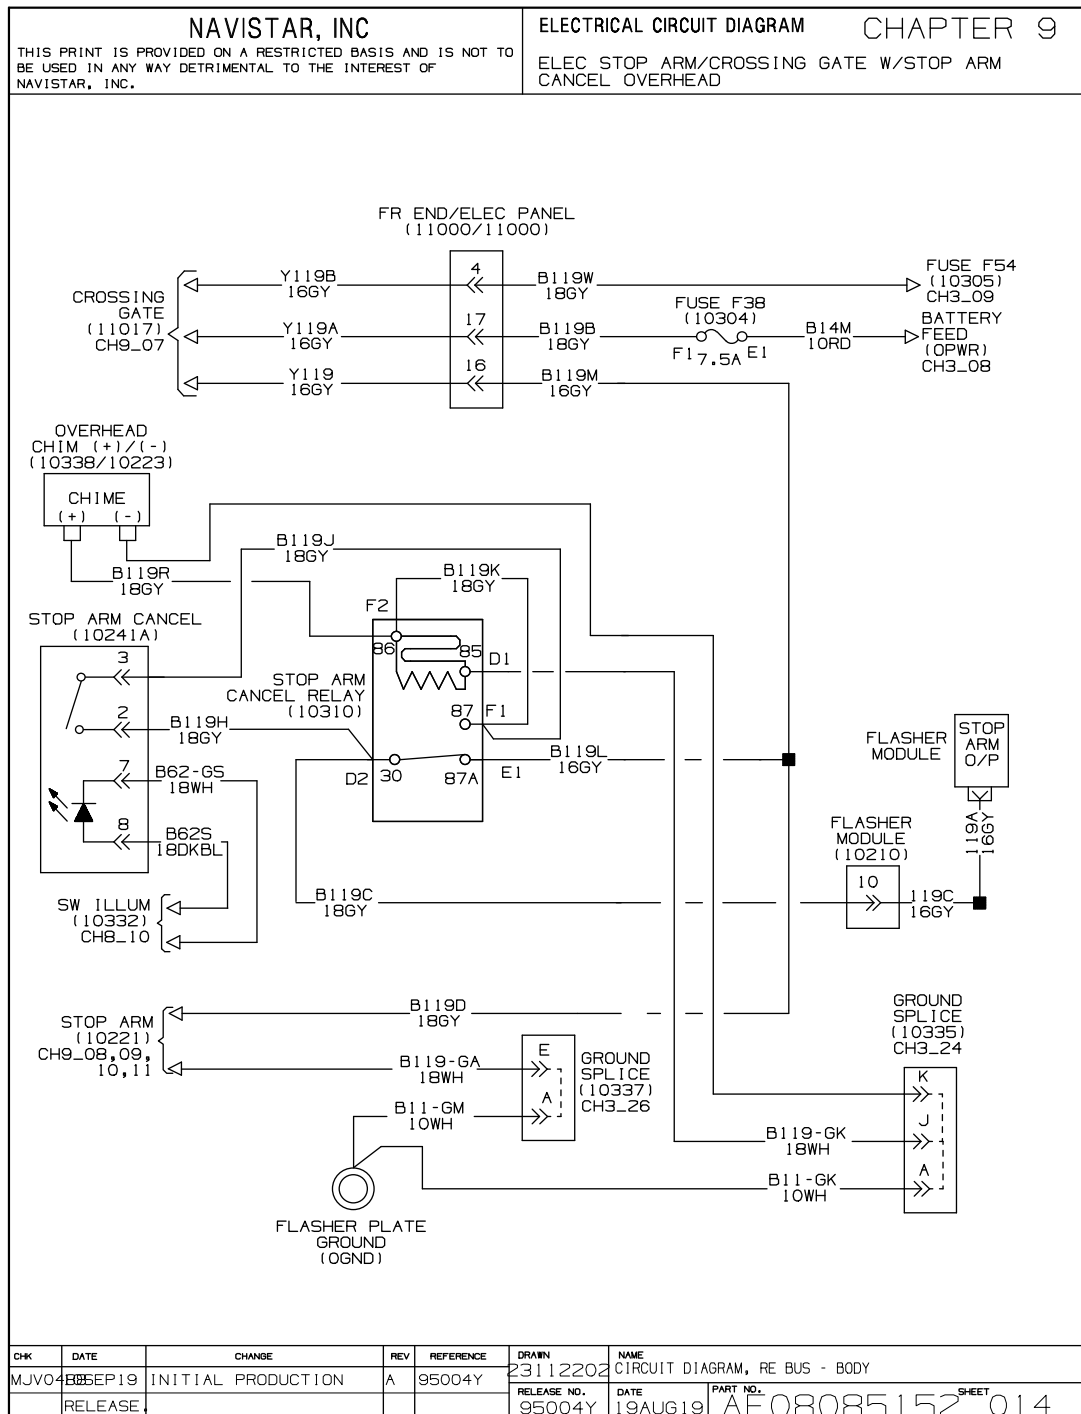 NAVISTAR, INC
THIS PRINT IS PROVIDED ON A RESTRICTED BASIS AND IS NOT TO
BE USED IN ANY WAY DETRIMENTAL TO THE INTEREST OF
NAVISTAR, INC.
ELECTRICAL CIRCUIT DIAGRAM CHAPTER 9
ELEC STOP ARM/CROSSING GATE W/STOP ARM
CANCEL OVERHEAD
FR END/ELEC PANEL
(11000/11000)
CROSSING
GATE
(11017)
CH9_07
Y119B
16GY
4
B119W
18GY
FUSE F54
(10305)
CH3_09
Y119A
16GY
17
B119B
18GY
FUSE F38
(10304)
F1 7.5A E1
B14M
10RD
BATTERY
FEED
(0PWR)
CH3_08
Y119
16GY
16
B119M
16GY
OVERHEAD
CHIM (+)/(-)
(10338/10223)
CHIME
(+) (-)
B119R
18GY
B119J
18GY
B119K
18GY
STOP ARM CANCEL
(10241A)
3
2
7
8
F2
86
85
D1
STOP ARM
CANCEL RELAY
(10310)
87 F1
D2 30
87A E1
B119H
18GY
B119L
16GY
B62-GS
18WH
B62S
18DKBL
SW ILLUM
(10332)
CH8_10
FLASHER
MODULE
STOP
ARM
O/P
119A
16GY
FLASHER
MODULE
(10210)
10
119C
16GY
B119C
18GY
STOP ARM
(10221)
CH9_08,09,
10,11
B119D
18GY
B119-GA
18WH
B11-GM
10WH
E
A
GROUND
SPLICE
(10337)
CH3_26
GROUND
SPLICE
(10335)
CH3_24
K
J
A
B119-GK
18WH
B11-GK
10WH
FLASHER PLATE
GROUND
(0GND)
CHK DATE CHANGE REV REFERENCE
INITIAL PRODUCTION A 95004Y
RELEASE.
DRAWN
23112202
NAME
CIRCUIT DIAGRAM, RE BUS - BODY
RELEASE NO.
95004Y
DATE
19AUG19
PART NO.
AE08085152
SHEET
014